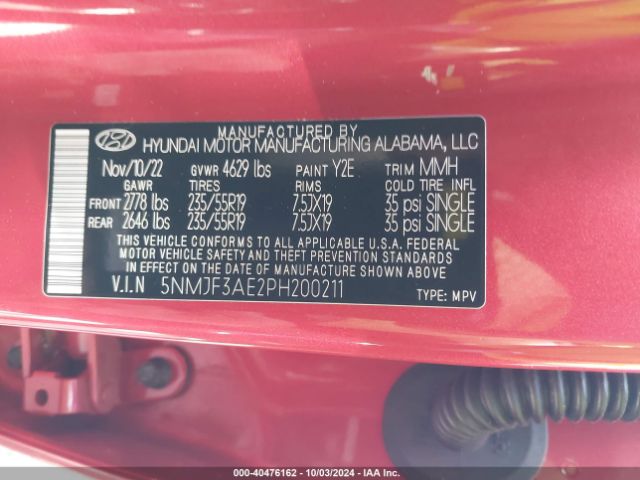 MANUFACTURED BY
HYUNDAI MOTOR MANUFACTURING ALABAMA, LLC
Nov/10/22 GVWR 4629 lbs PAINT Y2E TRIM MMH
GAWR TIRES RIMS COLD TIRE INFL
FRONT 2778 lbs 235/55R19 7.5JX19 35 psi SINGLE
REAR 2646 lbs 235/55R19 7.5JX19 35 psi SINGLE
THIS VEHICLE CONFORMS TO ALL APPLICABLE U.S.A. FEDERAL
MOTOR VEHICLE SAFETY AND THEFT PREVENTION STANDARDS
IN EFFECT ON THE DATE OF MANUFACTURE SHOWN ABOVE.
V.I.N 5NMJF3AE2PH200211 TYPE: MPV
000-40476162 - 10/03/2024 - IAA Inc.